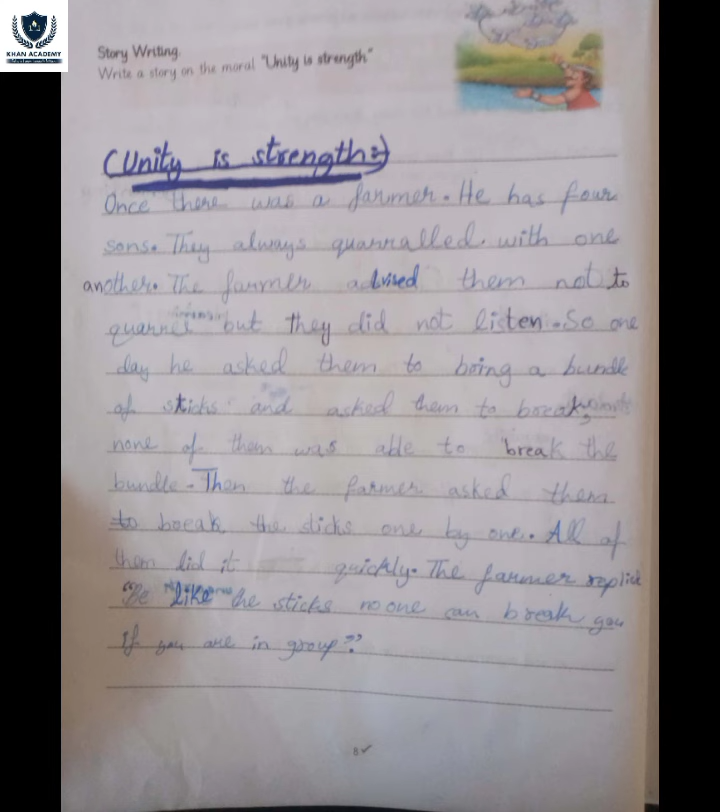 KHAN ACADEMY
Story Writing.
Write a story on the moral "Unity is strength"
(Unity is strength:)
Once there was a farmer. He has four
sons. They always quarralled. with one
another. The farmer advised them not to
quarrel but they did not listen. So one
day he asked them to bring a bundle
of sticks and asked them to break,
none of them was able to break the
bundle. Then the farmer asked them
to break the sticks one by one. All of
them did it quickly. The farmer replied
"Be like the sticks no one can break you
If you are in group."
8